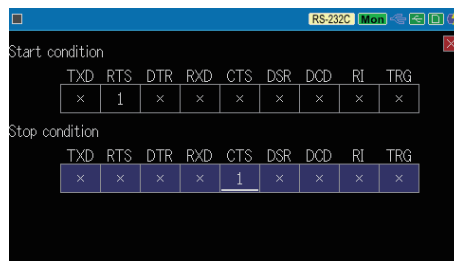 RS-232C Mon
Start condition
TXD RTS DTR RXD CTS DSR DCD RI TRG
× 1 × × × × × × ×
Stop condition
TXD RTS DTR RXD CTS DSR DCD RI TRG
× × × × 1 × × × ×